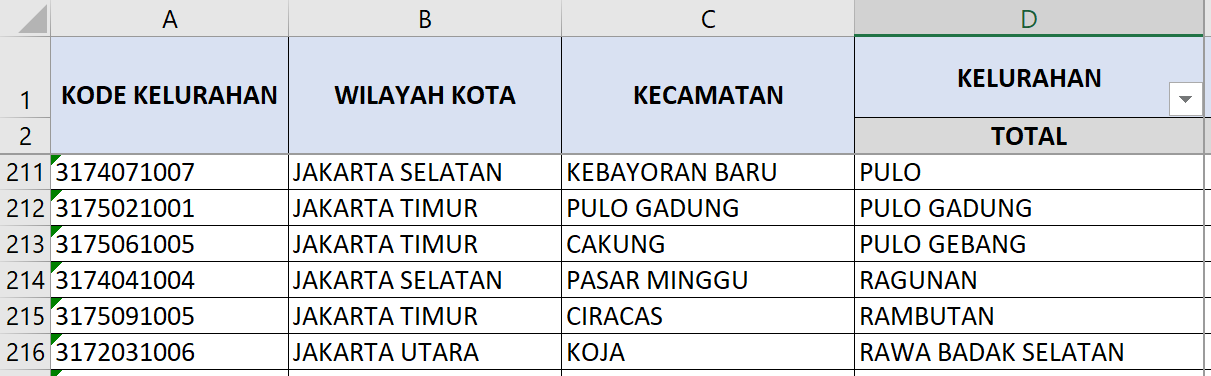 A B C D
1 KODE KELURAHAN WILAYAH KOTA KECAMATAN KELURAHAN
2 TOTAL
211 3174071007 JAKARTA SELATAN KEBAYORAN BARU PULO
212 3175021001 JAKARTA TIMUR PULO GADUNG PULO GADUNG
213 3175061005 JAKARTA TIMUR CAKUNG PULO GEBANG
214 3174041004 JAKARTA SELATAN PASAR MINGGU RAGUNAN
215 3175091005 JAKARTA TIMUR CIRACAS RAMBUTAN
216 3172031006 JAKARTA UTARA KOJA RAWA BADAK SELATAN